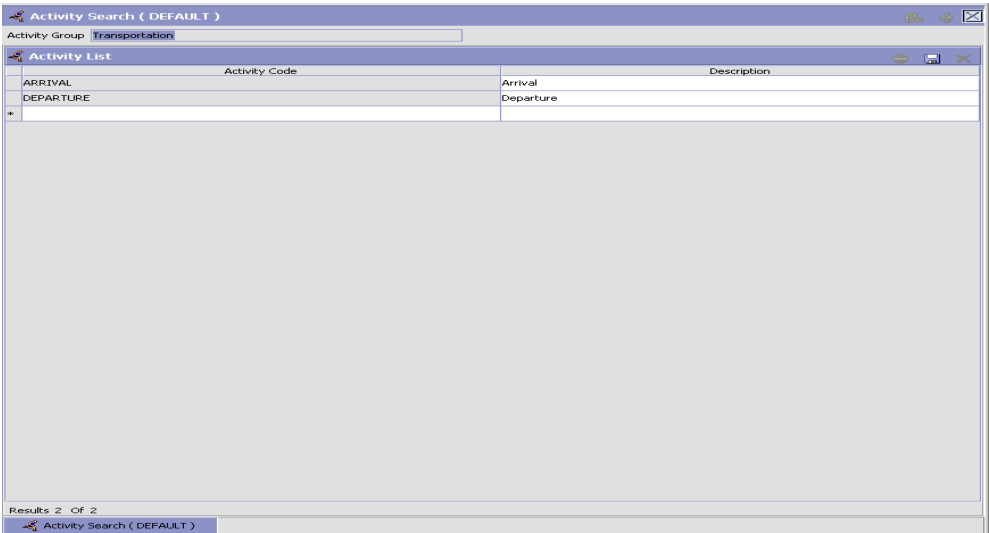 Activity Search ( DEFAULT )
Activity Group Transportation
Activity List
Activity Code Description
ARRIVAL Arrival
DEPARTURE Departure
*
Results 2 Of 2
Activity Search ( DEFAULT )